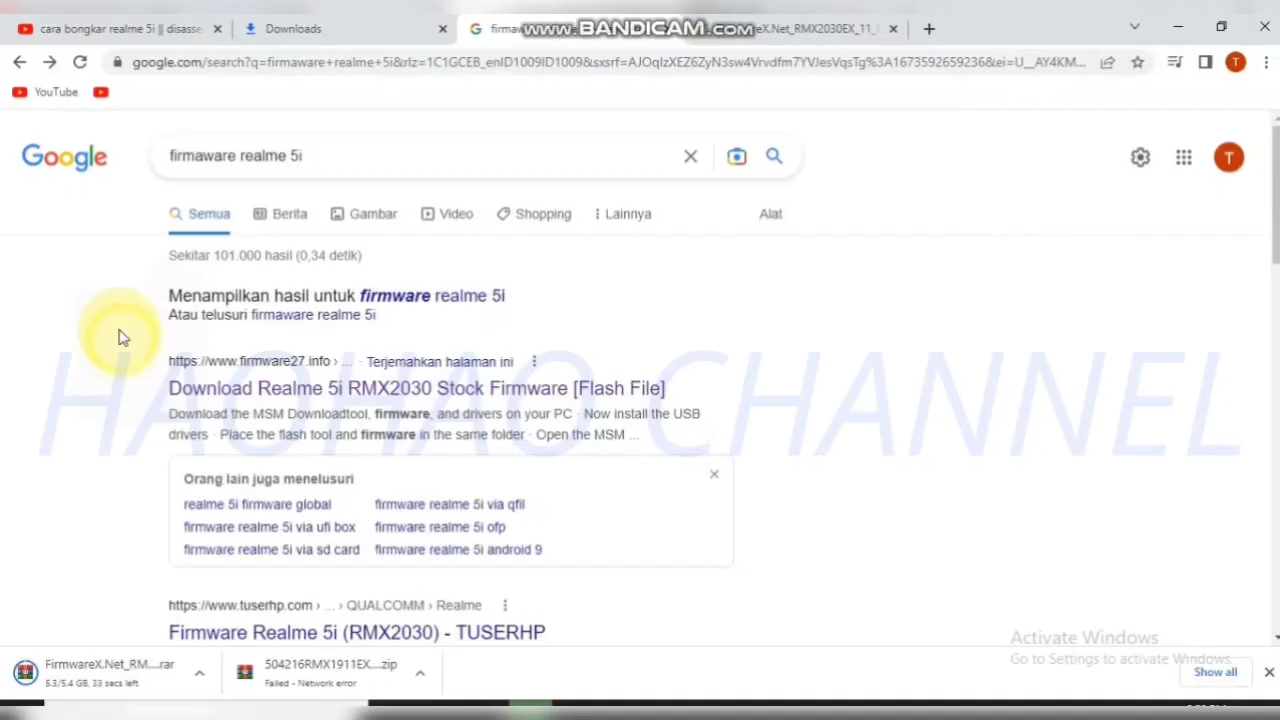 cara bongkar realme 5i || disasse
Downloads
firmaw
www.BANDICAM.com
eX.Net_RMX2030EX_11_
google.com/search?q=firmaware+realme+5i&rlz=1C1GCEB_enID1009ID1009&sxsrf=AJOqlzXEZ6ZyN3sw4Vrvdfm7YVJesVqsTg%3A1673592659236&ei=U__AY4KM...
YouTube
T
Google
firmaware realme 5i
T
Semua
Berita
Gambar
Video
Shopping
Lainnya
Alat
Sekitar 101.000 hasil (0,34 detik)
Menampilkan hasil untuk firmware realme 5i
Atau telusuri firmaware realme 5i
https://www.firmware27.info › ... · Terjemahkan halaman ini
Download Realme 5i RMX2030 Stock Firmware [Flash File]
Download the MSM Downloadtool, firmware, and drivers on your PC · Now install the USB
drivers · Place the flash tool and firmware in the same folder · Open the MSM ...
HAOHAO CHANNEL
Orang lain juga menelusuri
realme 5i firmware global
firmware realme 5i via qfil
firmware realme 5i via ufi box
firmware realme 5i ofp
firmware realme 5i via sd card
firmware realme 5i android 9
https://www.tuserhp.com › ... › QUALCOMM › Realme
Firmware Realme 5i (RMX2030) - TUSERHP
Activate Windows
Go to Settings to activate Windows.
FirmwareX.Net_RM....rar
5.3/5.4 GB, 33 secs left
504216RMX1911EX....zip
Failed - Network error
Show all